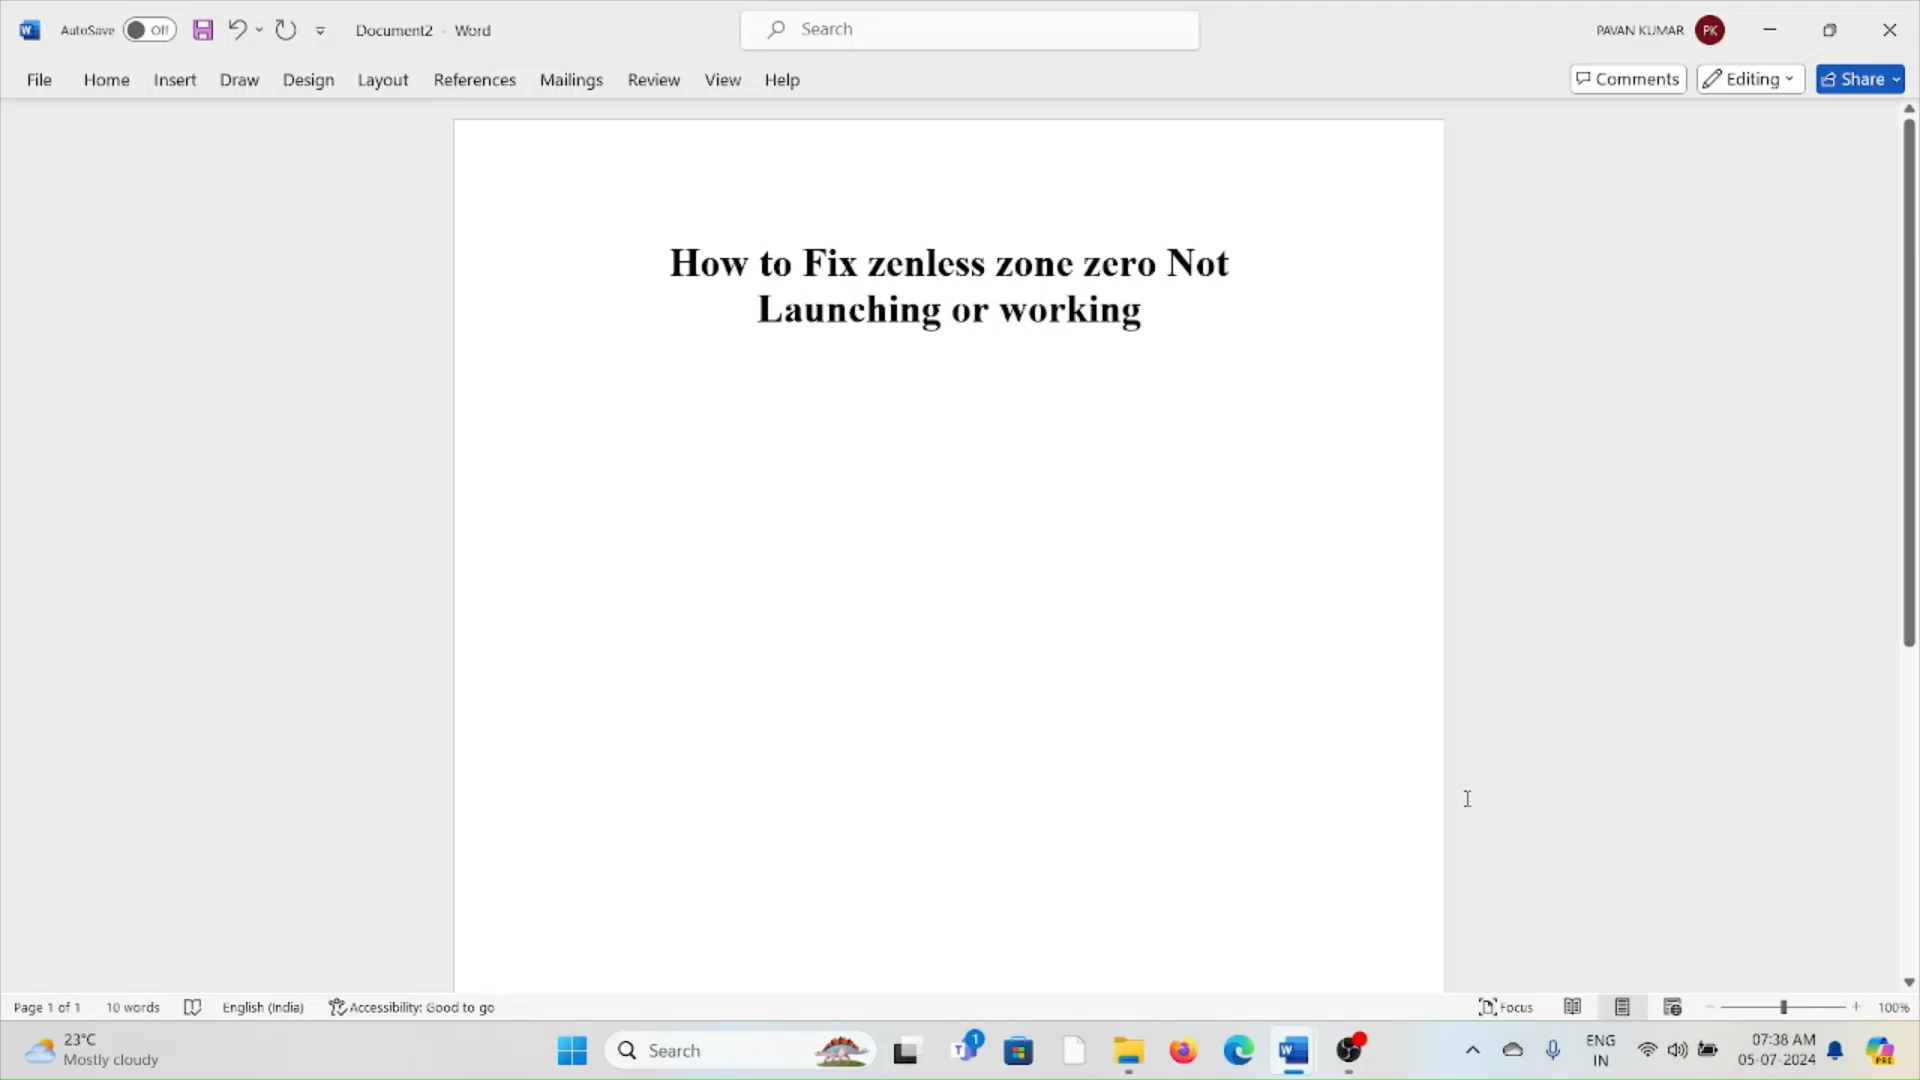 AutoSave Off Document2 - Word Search PAVAN KUMAR PK
File Home Insert Draw Design Layout References Mailings Review View Help Comments Editing Share
How to Fix zenless zone zero Not
Launching or working
Page 1 of 1 10 words English (India) Accessibility: Good to go Focus 100%
23°C
Mostly cloudy
Search
1
ENG
IN
07:38 AM
05-07-2024
PRE